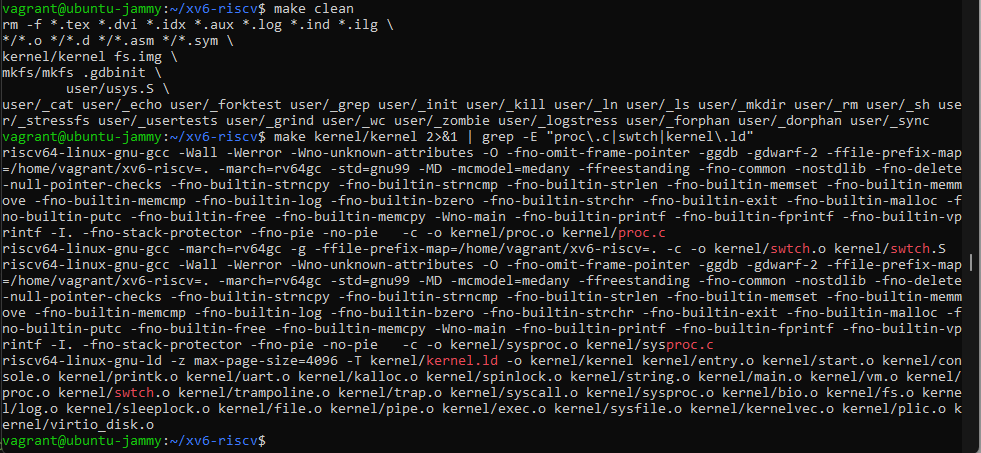 vagrant@ubuntu-jammy:~/xv6-riscv$ make clean
rm -f *.tex *.dvi *.idx *.aux *.log *.ind *.ilg \
*/*.o */*.d */*.asm */*.sym \
kernel/kernel fs.img \
mkfs/mkfs .gdbinit \
        user/usys.S \
user/_cat user/_echo user/_forktest user/_grep user/_init user/_kill user/_ln user/_ls user/_mkdir user/_rm user/_sh use
r/_stressfs user/_usertests user/_grind user/_wc user/_zombie user/_logstress user/_forphan user/_dorphan user/_sync
vagrant@ubuntu-jammy:~/xv6-riscv$ make kernel/kernel 2>&1 | grep -E "proc\.c|swtch|kernel\.ld"
riscv64-linux-gnu-gcc -Wall -Werror -Wno-unknown-attributes -O -fno-omit-frame-pointer -ggdb -gdwarf-2 -ffile-prefix-map
=/home/vagrant/xv6-riscv=. -march=rv64gc -std=gnu99 -MD -mcmodel=medany -ffreestanding -fno-common -nostdlib -fno-delete
-null-pointer-checks -fno-builtin-strncpy -fno-builtin-strncmp -fno-builtin-strlen -fno-builtin-memset -fno-builtin-memm
ove -fno-builtin-memcmp -fno-builtin-log -fno-builtin-bzero -fno-builtin-strchr -fno-builtin-exit -fno-builtin-malloc -f
no-builtin-putc -fno-builtin-free -fno-builtin-memcpy -Wno-main -fno-builtin-printf -fno-builtin-fprintf -fno-builtin-vp
rintf -I. -fno-stack-protector -fno-pie -no-pie   -c -o kernel/proc.o kernel/proc.c
riscv64-linux-gnu-gcc -march=rv64gc -g -ffile-prefix-map=/home/vagrant/xv6-riscv=. -c -o kernel/swtch.o kernel/swtch.S
riscv64-linux-gnu-gcc -Wall -Werror -Wno-unknown-attributes -O -fno-omit-frame-pointer -ggdb -gdwarf-2 -ffile-prefix-map
=/home/vagrant/xv6-riscv=. -march=rv64gc -std=gnu99 -MD -mcmodel=medany -ffreestanding -fno-common -nostdlib -fno-delete
-null-pointer-checks -fno-builtin-strncpy -fno-builtin-strncmp -fno-builtin-strlen -fno-builtin-memset -fno-builtin-memm
ove -fno-builtin-memcmp -fno-builtin-log -fno-builtin-bzero -fno-builtin-strchr -fno-builtin-exit -fno-builtin-malloc -f
no-builtin-putc -fno-builtin-free -fno-builtin-memcpy -Wno-main -fno-builtin-printf -fno-builtin-fprintf -fno-builtin-vp
rintf -I. -fno-stack-protector -fno-pie -no-pie   -c -o kernel/sysproc.o kernel/sysproc.c
riscv64-linux-gnu-ld -z max-page-size=4096 -T kernel/kernel.ld -o kernel/kernel kernel/entry.o kernel/start.o kernel/con
sole.o kernel/printk.o kernel/uart.o kernel/kalloc.o kernel/spinlock.o kernel/string.o kernel/main.o kernel/vm.o kernel/
proc.o kernel/swtch.o kernel/trampoline.o kernel/trap.o kernel/syscall.o kernel/sysproc.o kernel/bio.o kernel/fs.o kerne
l/log.o kernel/sleeplock.o kernel/file.o kernel/pipe.o kernel/exec.o kernel/sysfile.o kernel/kernelvec.o kernel/plic.o k
ernel/virtio_disk.o
vagrant@ubuntu-jammy:~/xv6-riscv$